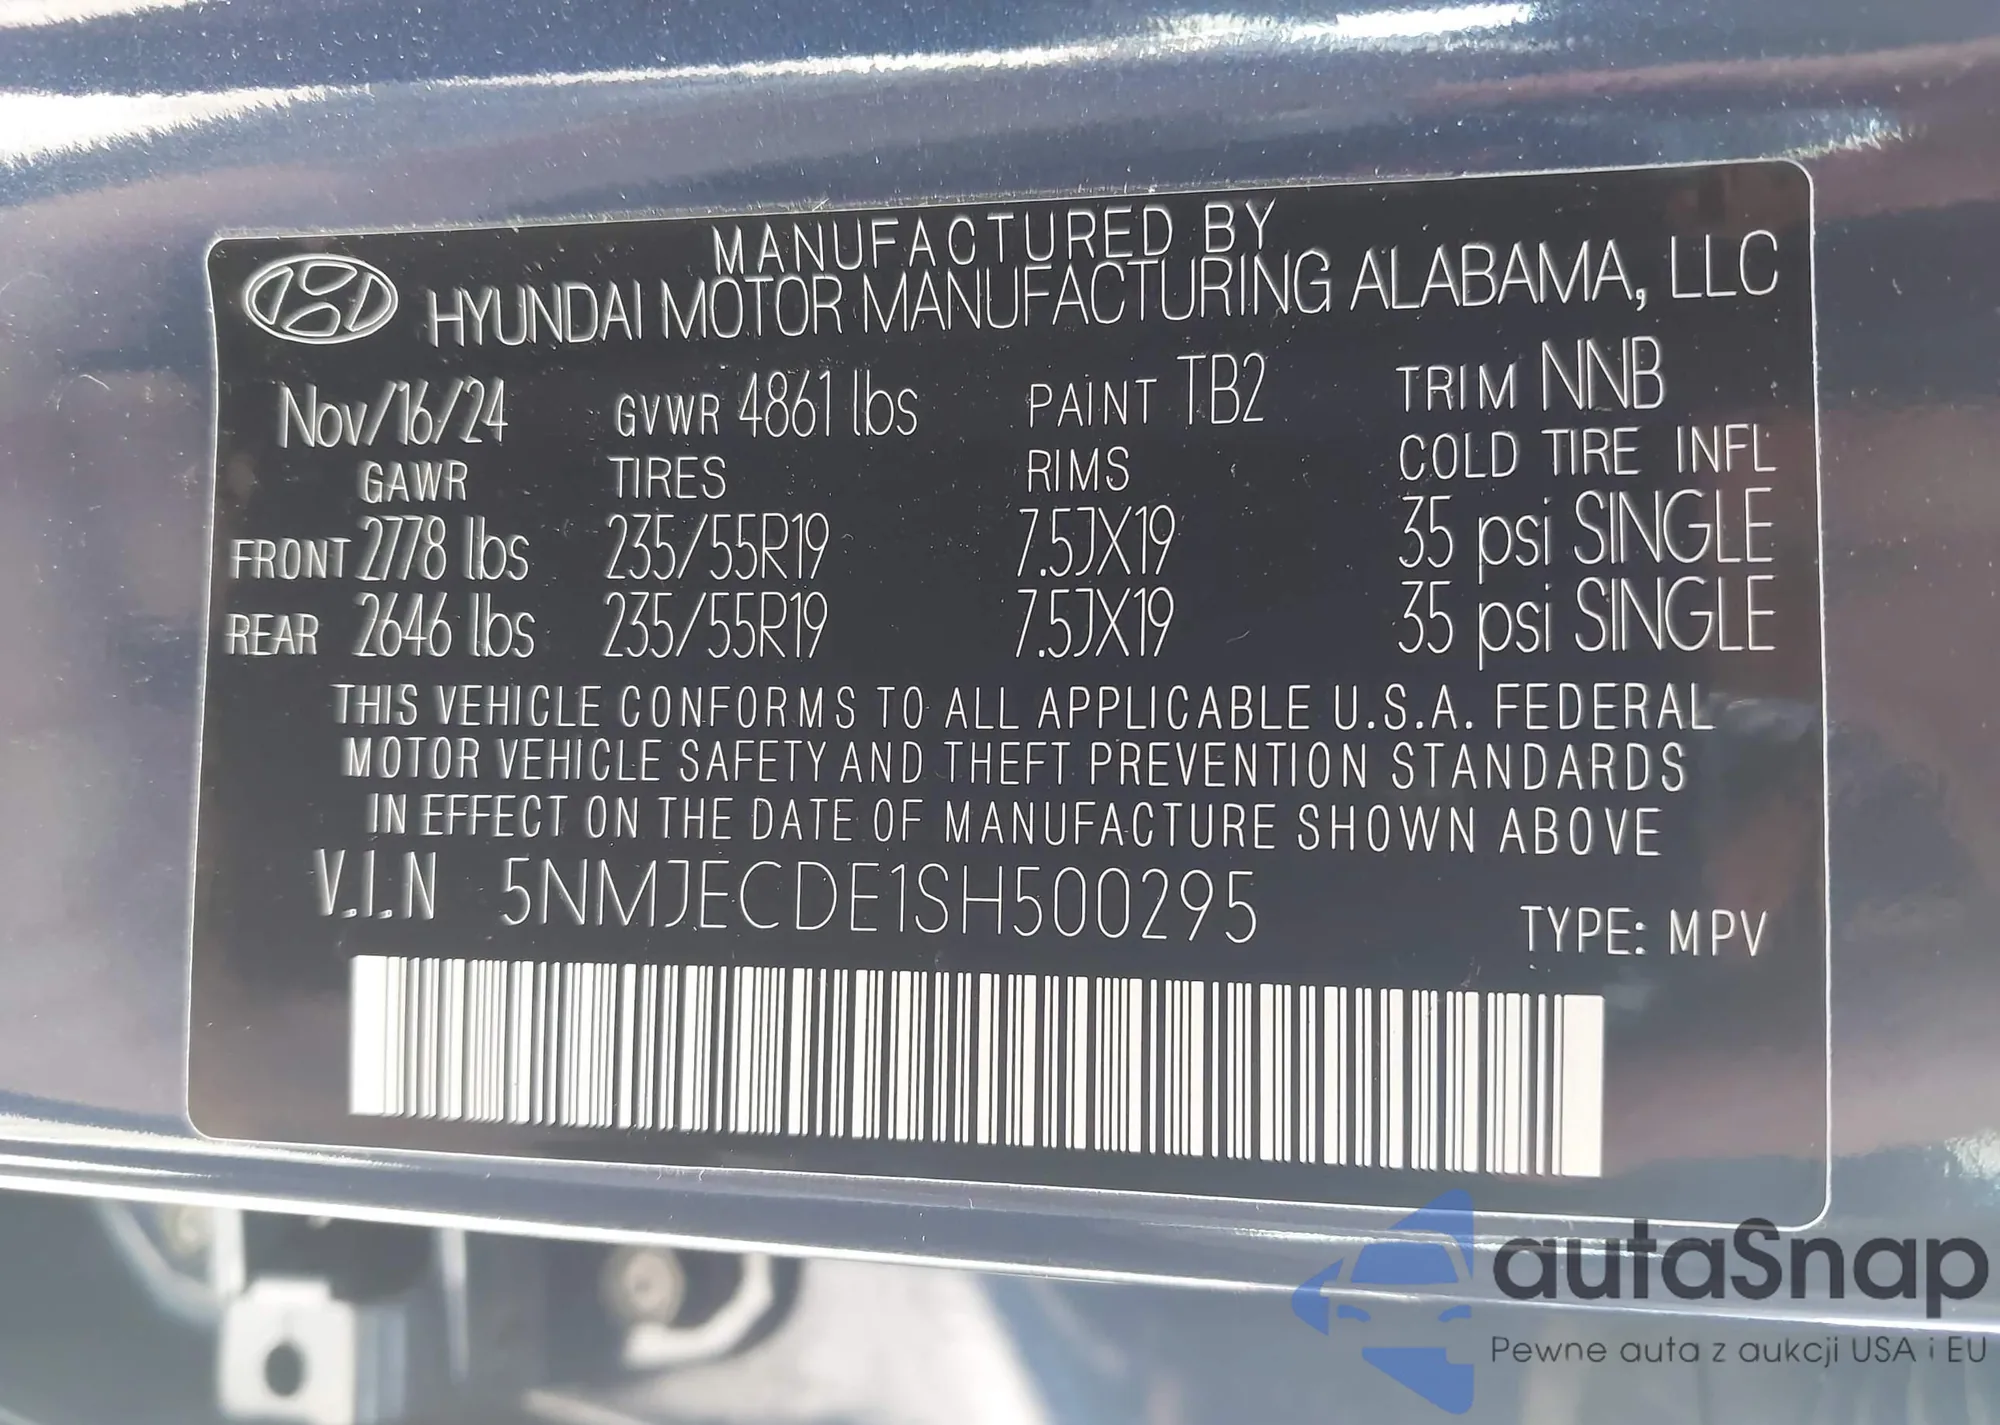 MANUFACTURED BY
HYUNDAI MOTOR MANUFACTURING ALABAMA, LLC
Nov/16/24 GVWR 4861 lbs PAINT TB2 TRIM NNB
GAWR TIRES RIMS COLD TIRE INFL
FRONT 2778 lbs 235/55R19 7.5JX19 35 psi SINGLE
REAR 2646 lbs 235/55R19 7.5JX19 35 psi SINGLE
THIS VEHICLE CONFORMS TO ALL APPLICABLE U.S.A. FEDERAL
MOTOR VEHICLE SAFETY AND THEFT PREVENTION STANDARDS
IN EFFECT ON THE DATE OF MANUFACTURE SHOWN ABOVE
V.I.N 5NMJECDE1SH500295
TYPE: MPV
autaSnap
Pewne auta z aukcji USA i EU